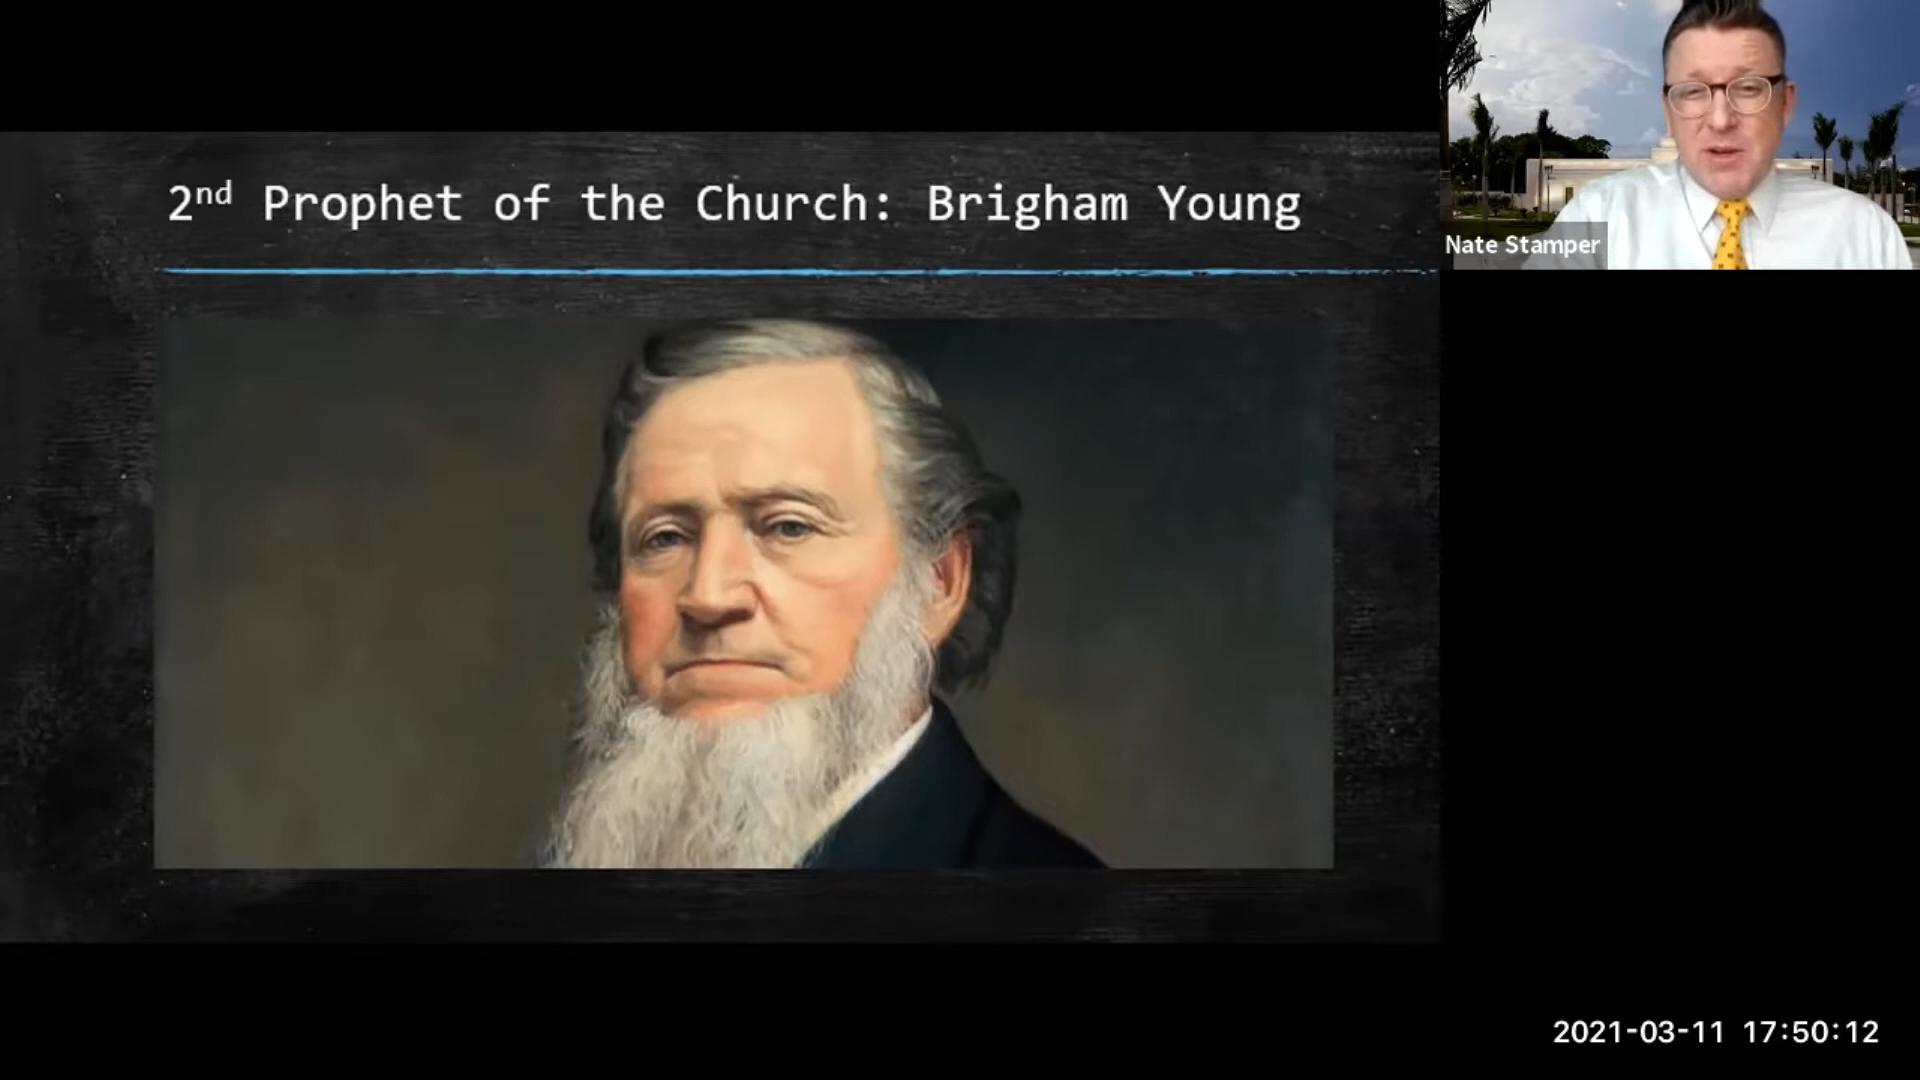 2nd Prophet of the Church: Brigham Young
Nate Stamper
2021-03-11 17:50:12